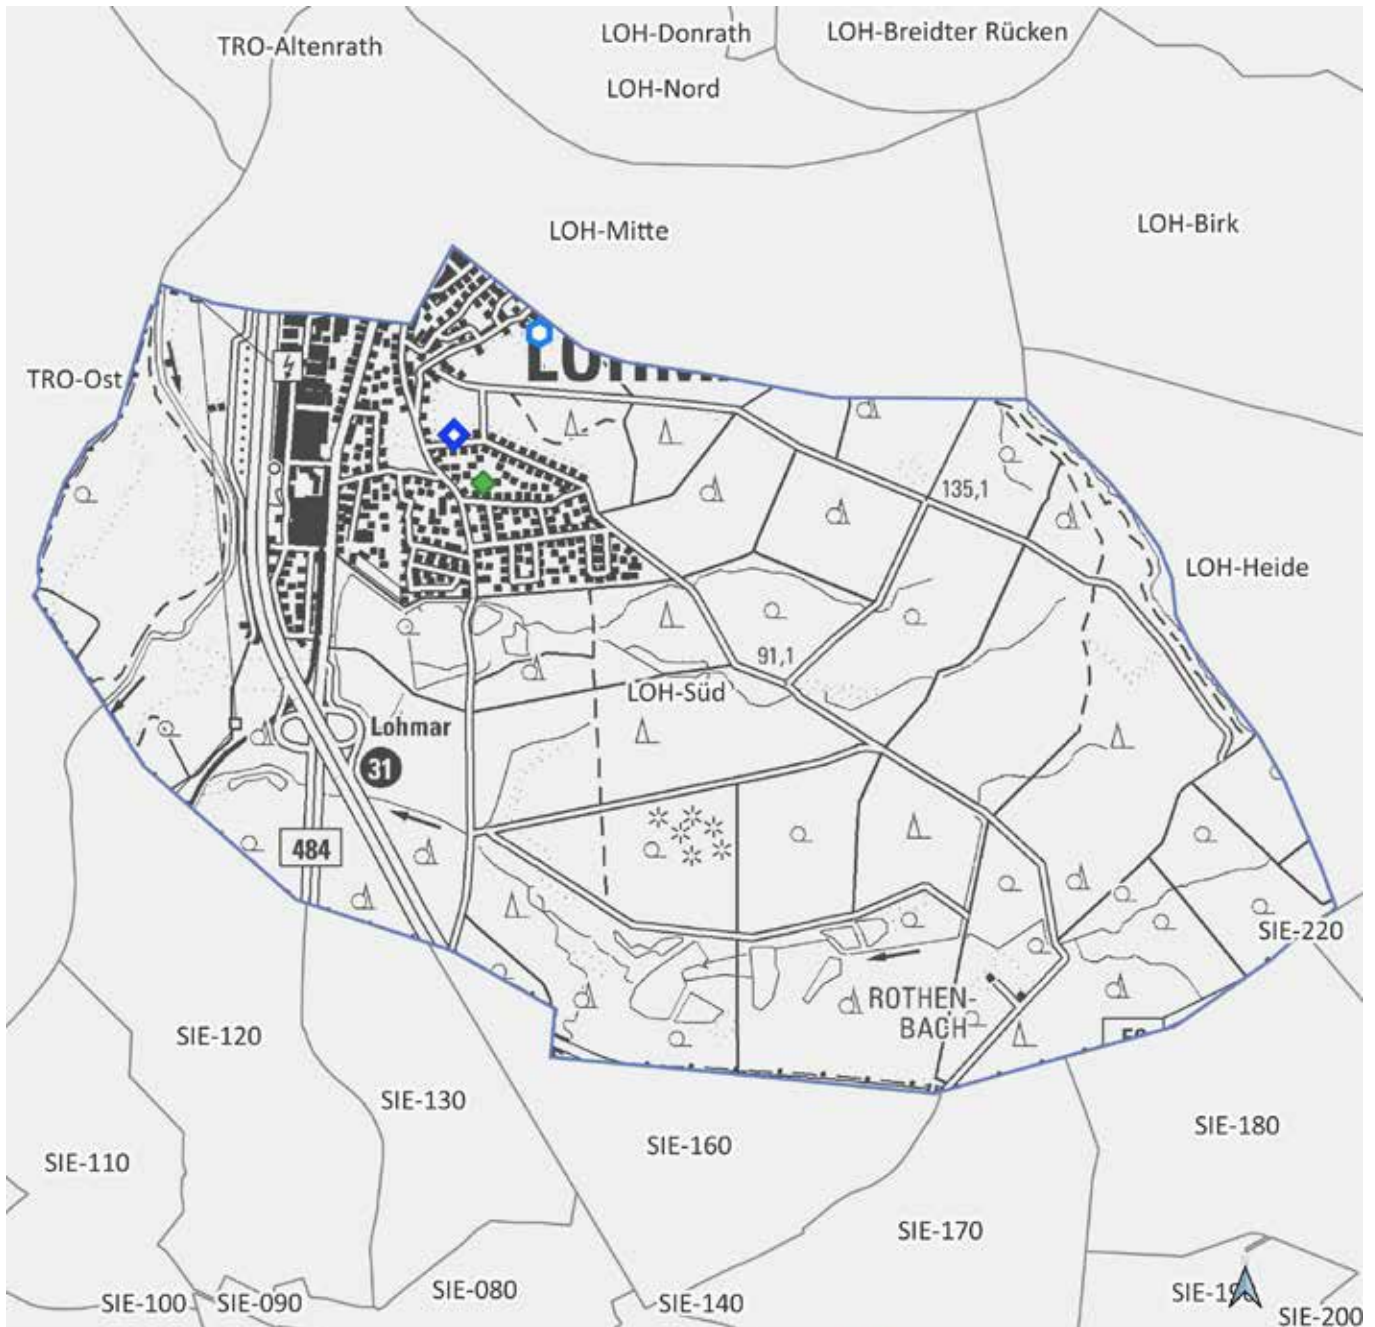 LOH-Donrath
LOH-Breidter Rücken
TRO-Altenrath
LOH-Nord
LOH-Mitte
LOH-Birk
TRO-Ost
135,1
LOH-Heide
91,1
LOH-Süd
Lohmar
31
484
SIE-220
ROTHEN-
BACH
SIE-120
SIE-130
SIE-160
SIE-180
SIE-110
SIE-170
SIE-080
SIE-100
SIE-090
SIE-140
SIE-200